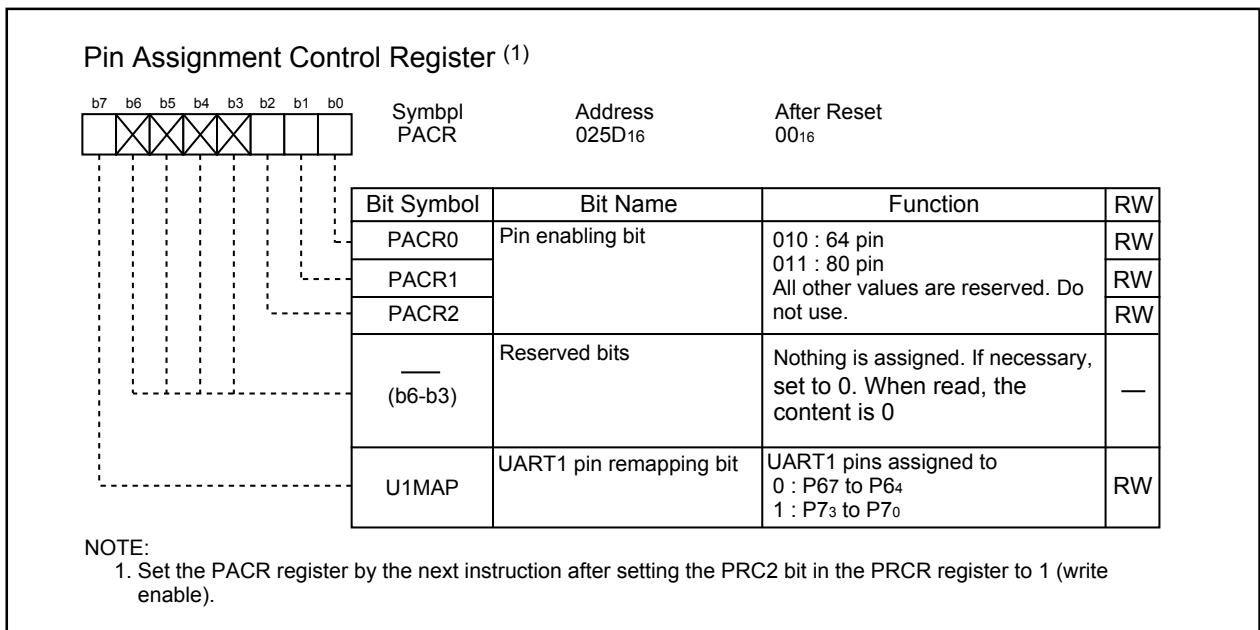 Pin Assignment Control Register (1)
b7 b6 b5 b4 b3 b2 b1 b0
Symbpl Address After Reset
PACR 025D16 0016
Bit Symbol Bit Name Function RW
PACR0 Pin enabling bit 010 : 64 pin RW
011 : 80 pin
PACR1 All other values are reserved. Do RW
PACR2 not use. RW
Reserved bits Nothing is assigned. If necessary,
(b6-b3) set to 0. When read, the —
content is 0
UART1 pin remapping bit UART1 pins assigned to
U1MAP 0 : P67 to P64 RW
1 : P73 to P70
NOTE:
1. Set the PACR register by the next instruction after setting the PRC2 bit in the PRCR register to 1 (write
enable).